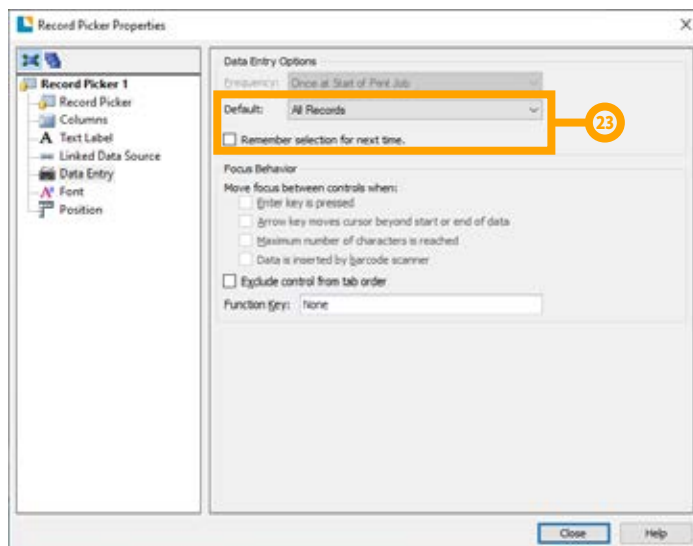 Record Picker Properties
Record Picker 1
Record Picker
Columns
Text Label
Linked Data Source
Data Entry
Font
Position
Data Entry Options
Frequency: Once at Start of Print Job
Default: All Records
23
Remember selection for next time.
Focus Behavior
Move focus between controls when:
Enter key is pressed
Arrow key moves cursor beyond start or end of data
Maximum number of characters is reached
Data is inserted by barcode scanner
Exclude control from tab order
Function Key: None
Close
Help